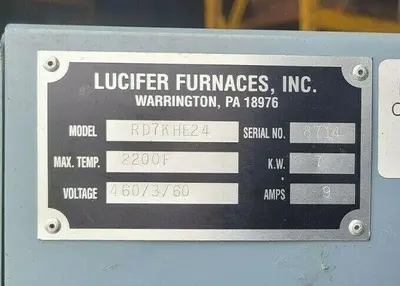 LUCIFER FURNACES, INC.
WARRINGTON, PA 18976
MODEL RD7KHE24 SERIAL NO. 8714
MAX. TEMP. 2200F K.W. 7
VOLTAGE 460/3/60 AMPS 9